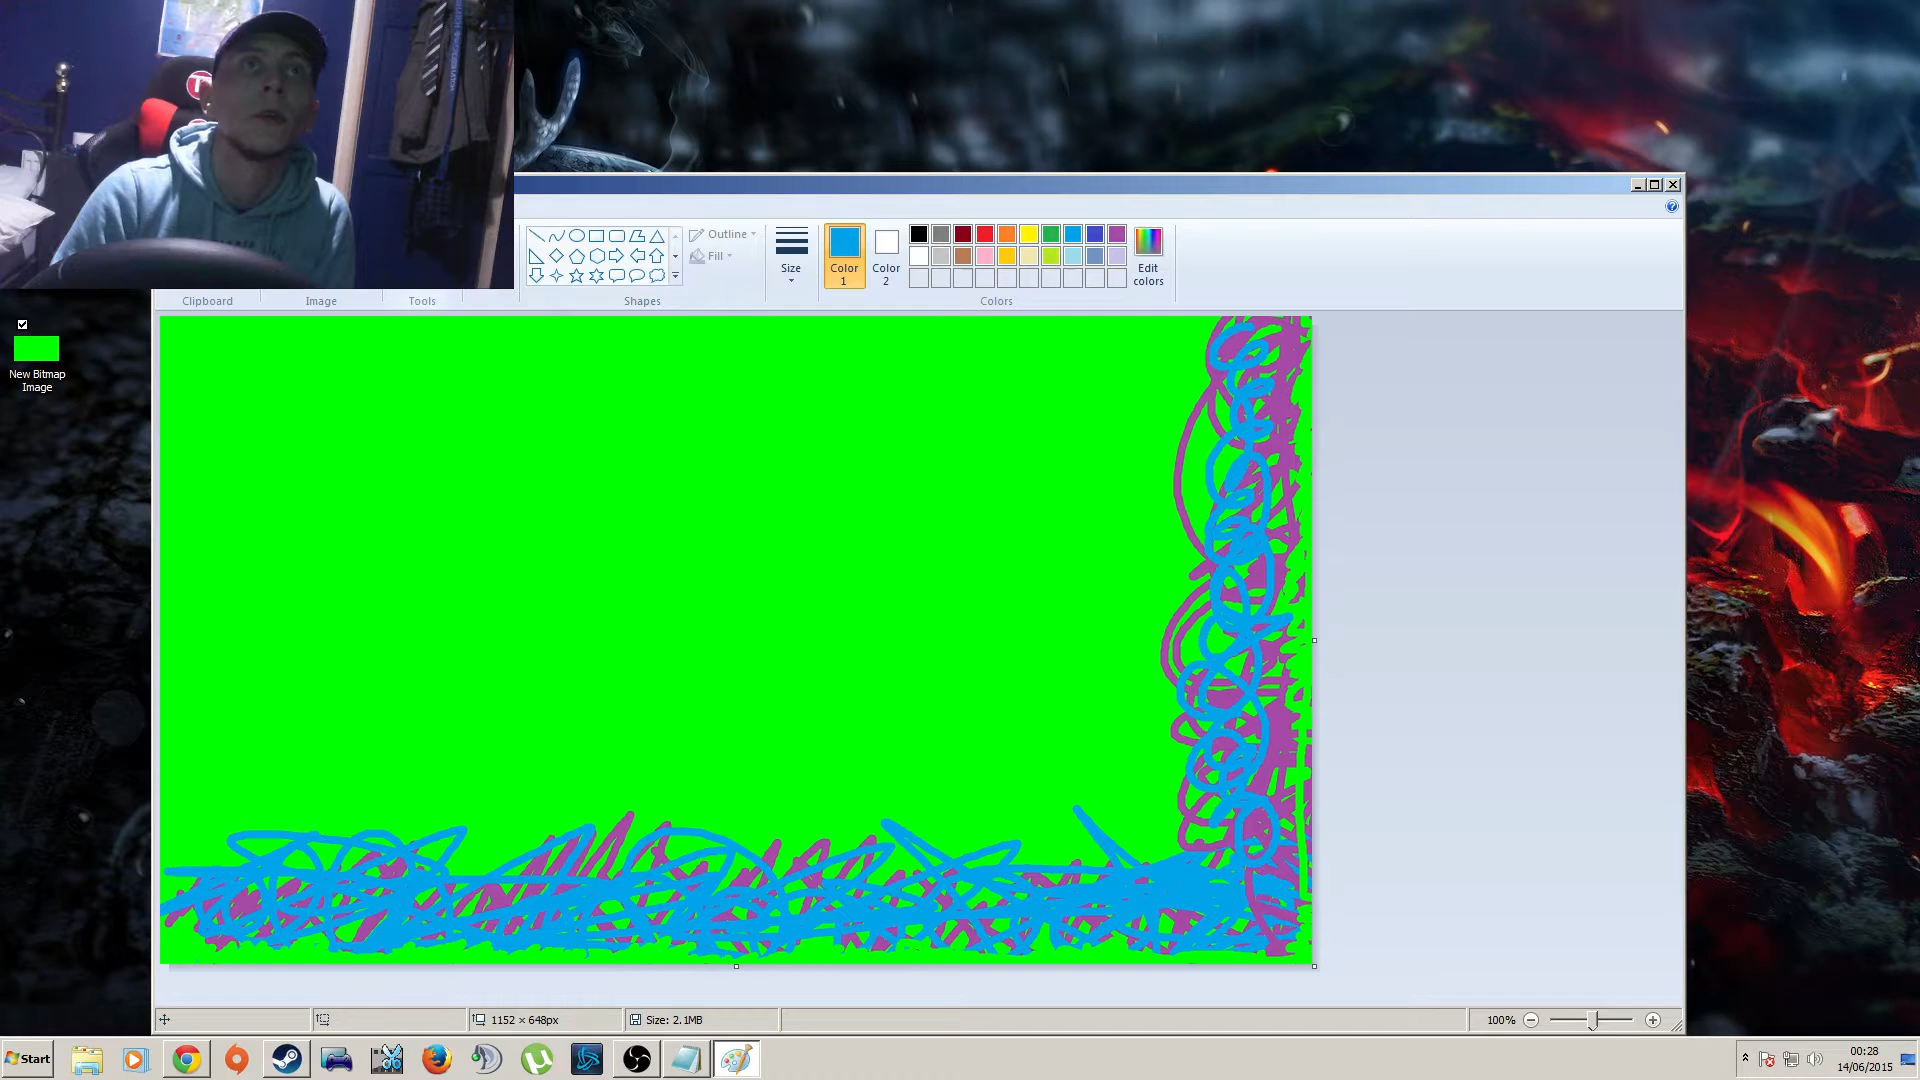 Outline
Fill
Size
Color
1
Color
2
Edit
colors
Clipboard
Image
Tools
Shapes
Colors
New Bitmap
Image
1152 × 648px
Size: 2.1MB
100%
Start
00:28
14/06/2015